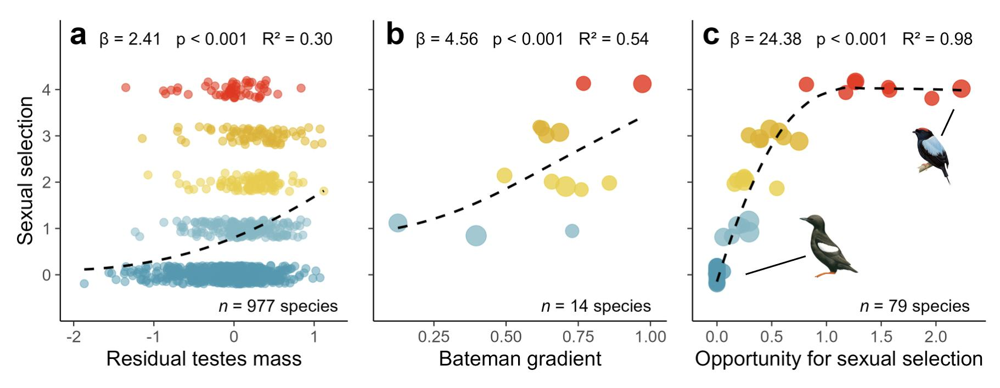 a β = 2.41 p < 0.001 R² = 0.30
b β = 4.56 p < 0.001 R² = 0.54
c β = 24.38 p < 0.001 R² = 0.98
Sexual selection
4
3
2
1
0
n = 977 species
n = 14 species
n = 79 species
-2 -1 0 1
0.25 0.50 0.75 1.00
0.0 0.5 1.0 1.5 2.0
Residual testes mass
Bateman gradient
Opportunity for sexual selection